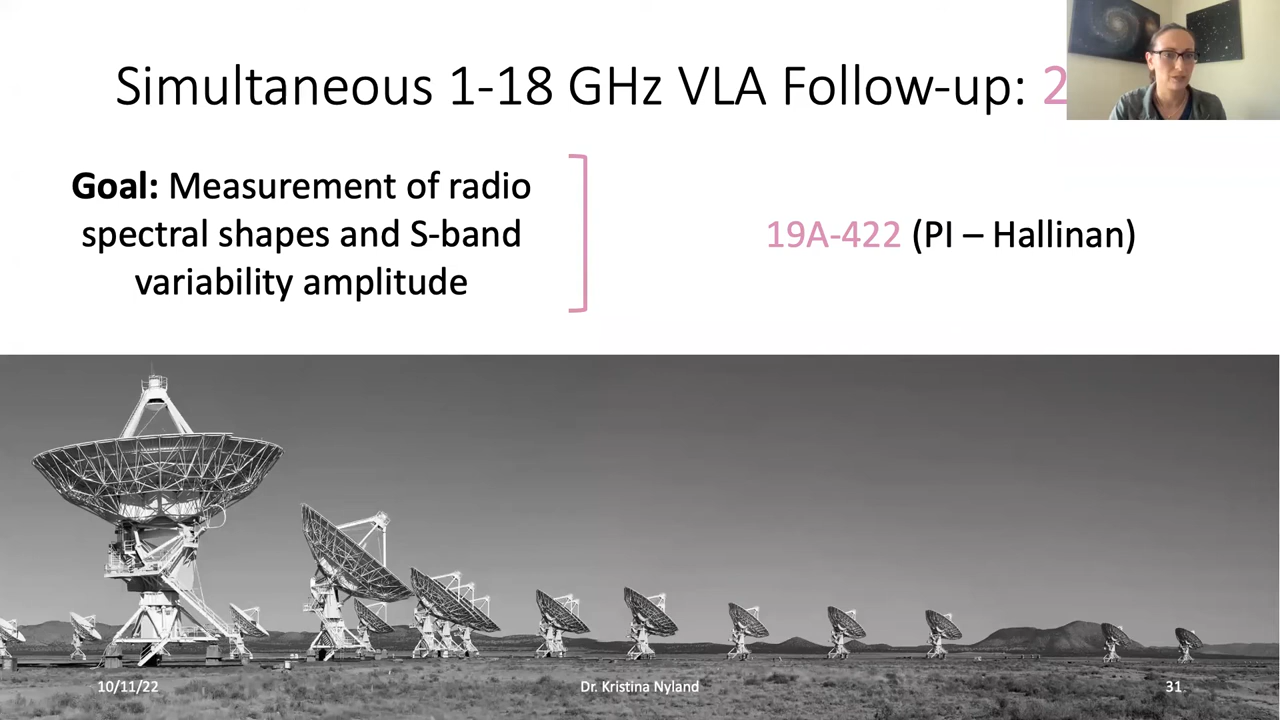 Simultaneous 1-18 GHz VLA Follow-up: 2
Goal: Measurement of radio
spectral shapes and S-band
variability amplitude
19A-422 (PI – Hallinan)
10/11/22
Dr. Kristina Nyland
31